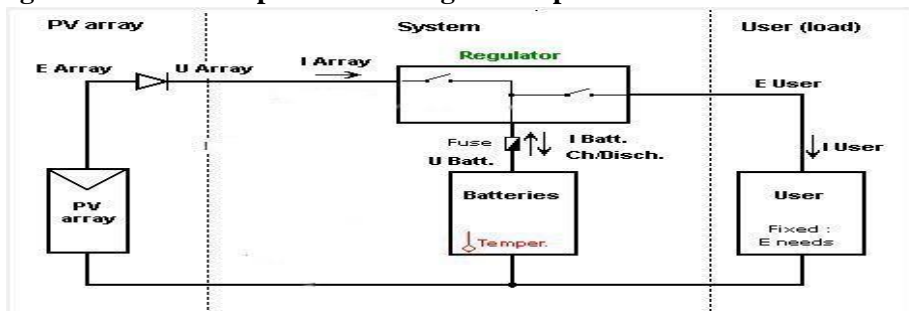 PV array
System
User (load)
Regulator
E Array
U Array
I Array
E User
Fuse
I Batt.
Ch/Disch.
U Batt.
I User
PV
array
Batteries
Temper.
User
Fixed :
E needs